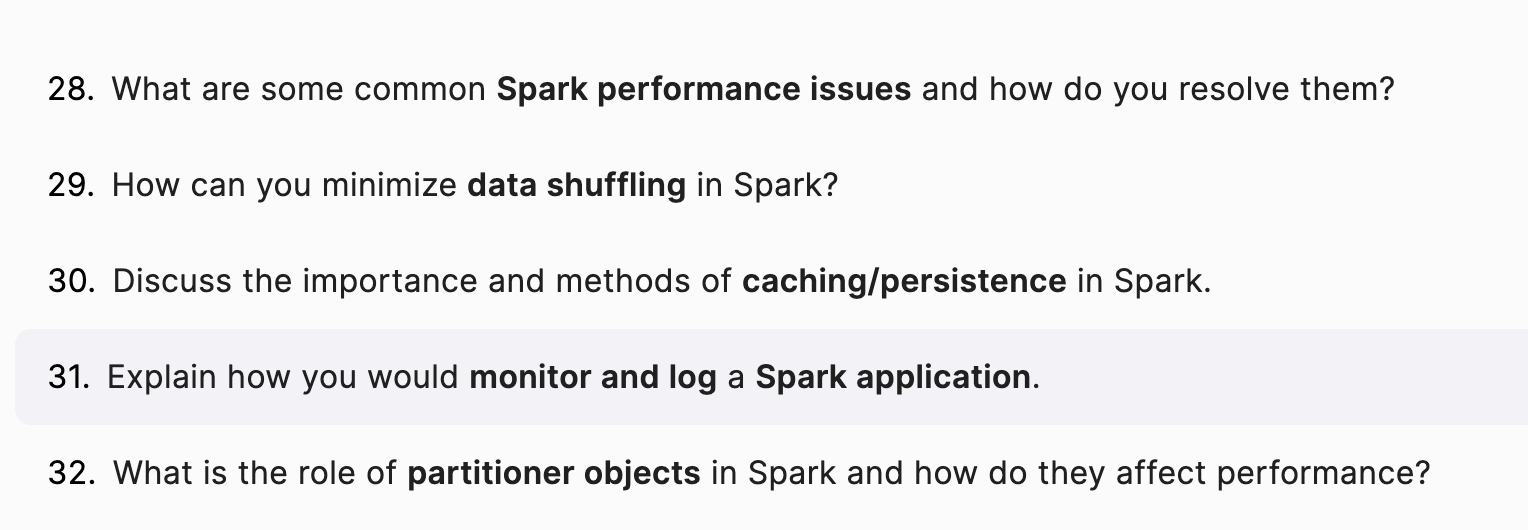 28. What are some common Spark performance issues and how do you resolve them?
29. How can you minimize data shuffling in Spark?
30. Discuss the importance and methods of caching/persistence in Spark.
31. Explain how you would monitor and log a Spark application.
32. What is the role of partitioner objects in Spark and how do they affect performance?